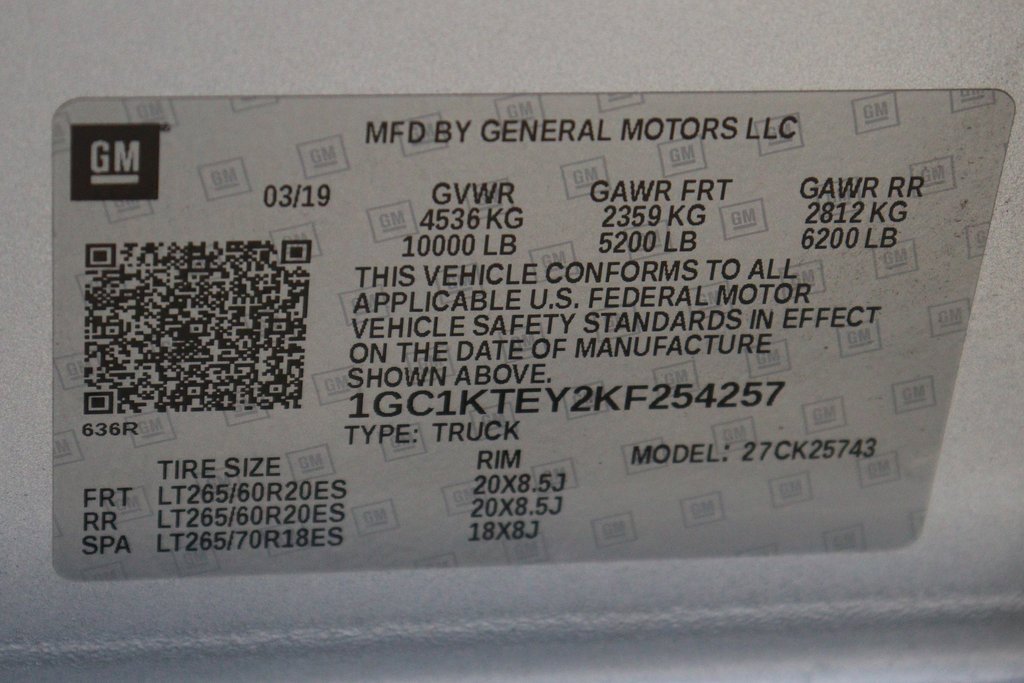 GM
MFD BY GENERAL MOTORS LLC
03/19 GVWR GAWR FRT GAWR RR
4536 KG 2359 KG 2812 KG
10000 LB 5200 LB 6200 LB
THIS VEHICLE CONFORMS TO ALL
APPLICABLE U.S. FEDERAL MOTOR
VEHICLE SAFETY STANDARDS IN EFFECT
ON THE DATE OF MANUFACTURE
SHOWN ABOVE.
1GC1KTEY2KF254257
636R
TYPE: TRUCK
MODEL: 27CK25743
TIRE SIZE RIM
FRT LT265/60R20ES 20X8.5J
RR LT265/60R20ES 20X8.5J
SPA LT265/70R18ES 18X8J